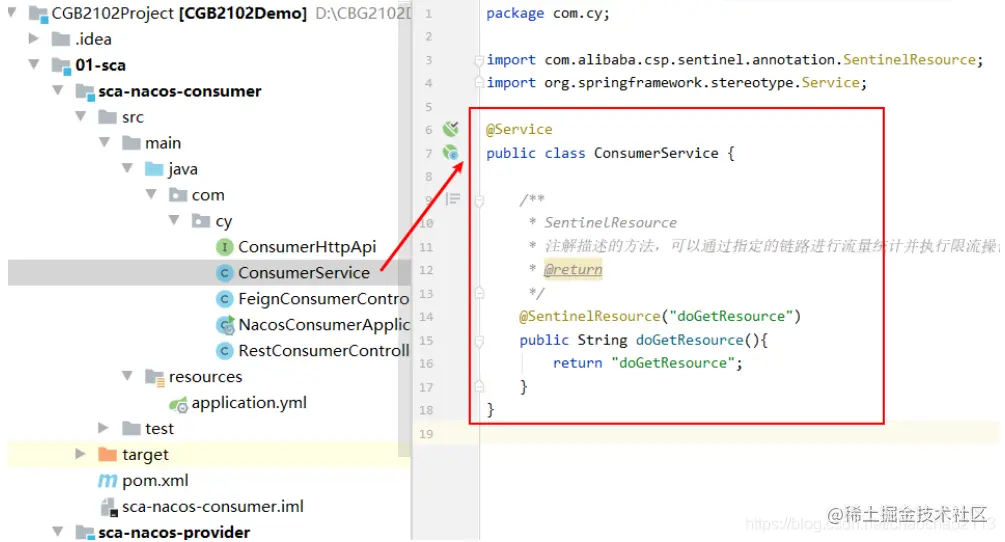 CGB2102Project [CGB2102Demo] D:\CBG2102D
.idea
01-sca
sca-nacos-consumer
src
main
java
com
cy
ConsumerHttpApi
ConsumerService
FeignConsumerContro
NacosConsumerApplic
RestConsumerControll
resources
application.yml
test
target
pom.xml
sca-nacos-consumer.iml
sca-nacos-provider
1 package com.cy;
2
3 import com.alibaba.csp.sentinel.annotation.SentinelResource;
4 import org.springframework.stereotype.Service;
5
6 @Service
7 public class ConsumerService {
8
9 /**
10 * SentinelResource
11 * 注解描述的方法，可以通过指定的链路进行流量统计并执行限流操
12 * @return
13 */
14 @SentinelResource("doGetResource")
15 public String doGetResource(){
16 return "doGetResource";
17 }
18 }
19
@稀土掘金技术社区